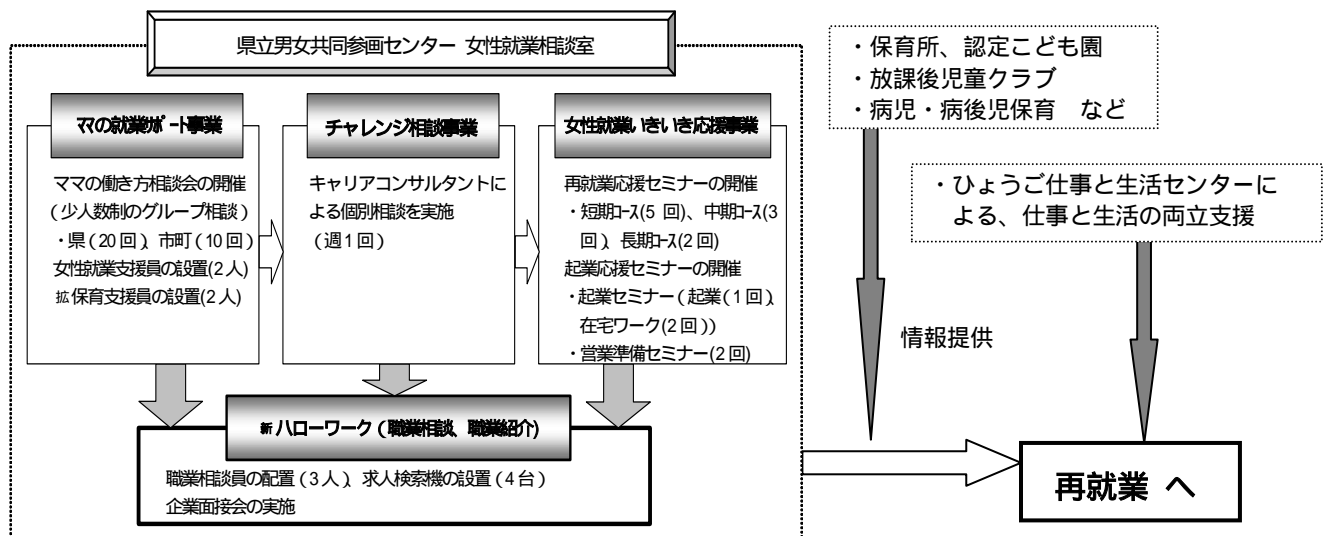 県立男女共同参画センター 女性就業相談室
ママの就業サポート事業
ママの働き方相談会の開催
（少人数制のグループ相談）
・県（20回）、市町（10回）
女性就業支援員の設置(2人)
拡保育支援員の設置(2人)
チャレンジ相談事業
キャリアコンサルタントに
よる個別相談を実施
（週1回）
女性就業いきいき応援事業
再就業応援セミナーの開催
・短期コース(5回)、中期コース(3
回)、長期コース(2回)
起業応援セミナーの開催
・起業セミナー（起業（1回）、
在宅ワーク(2回)）
・営業準備セミナー(2回)
新ハローワーク（職業相談、職業紹介)
職業相談員の配置（3人）、求人検索機の設置（4台）
企業面接会の実施
・保育所、認定こども園
・放課後児童クラブ
・病児・病後児保育　など
・ひょうご仕事と生活センターに
よる、仕事と生活の両立支援
情報提供
再就業 へ